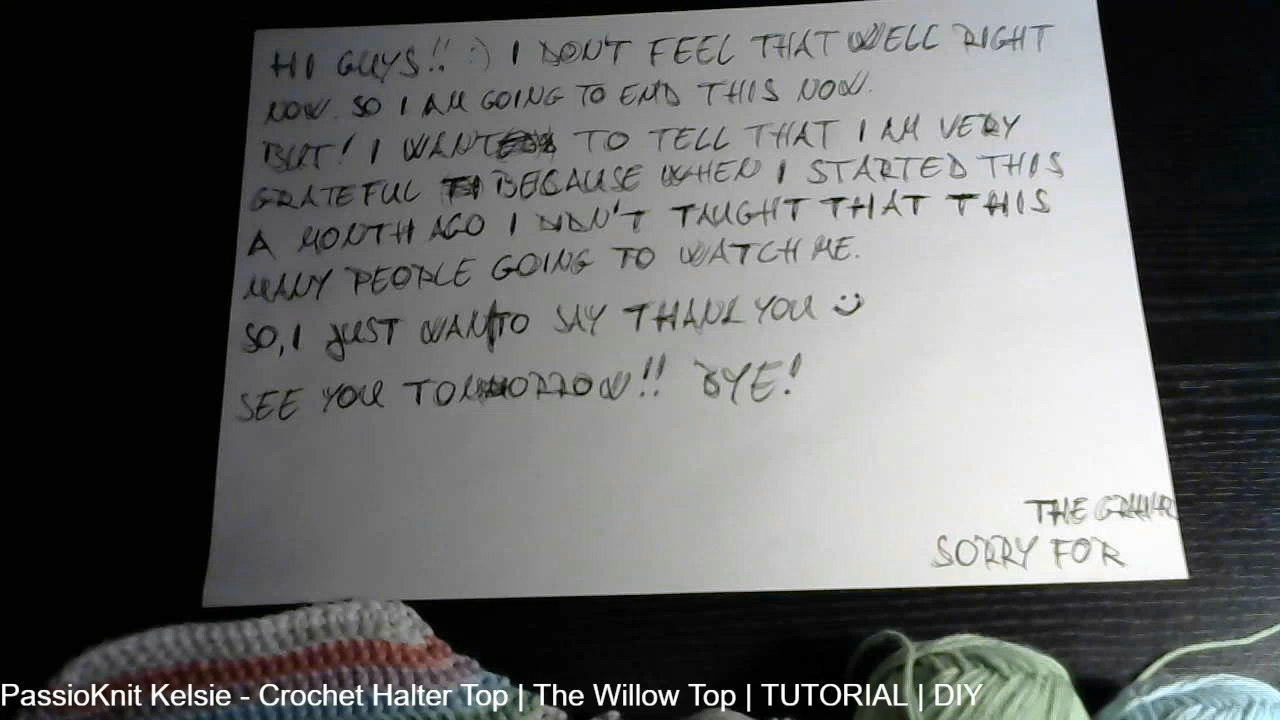 HI GUYS!! :) I DON'T FEEL THAT WELL RIGHT
NOW. SO I AM GOING TO END THIS NOW.
BUT! I WANT TO TELL THAT I AM VERY
GRATEFUL BECAUSE WHEN I STARTED THIS
A MONTH AGO I DIDN'T TAUGHT THAT THIS
MANY PEOPLE GOING TO WATCH ME.
SO, I JUST WANT TO SAY THANK YOU :)
SEE YOU TOMORROW!! BYE!
THE
SORRY FOR
PassioKnit Kelsie - Crochet Halter Top | The Willow Top | TUTORIAL | DIY